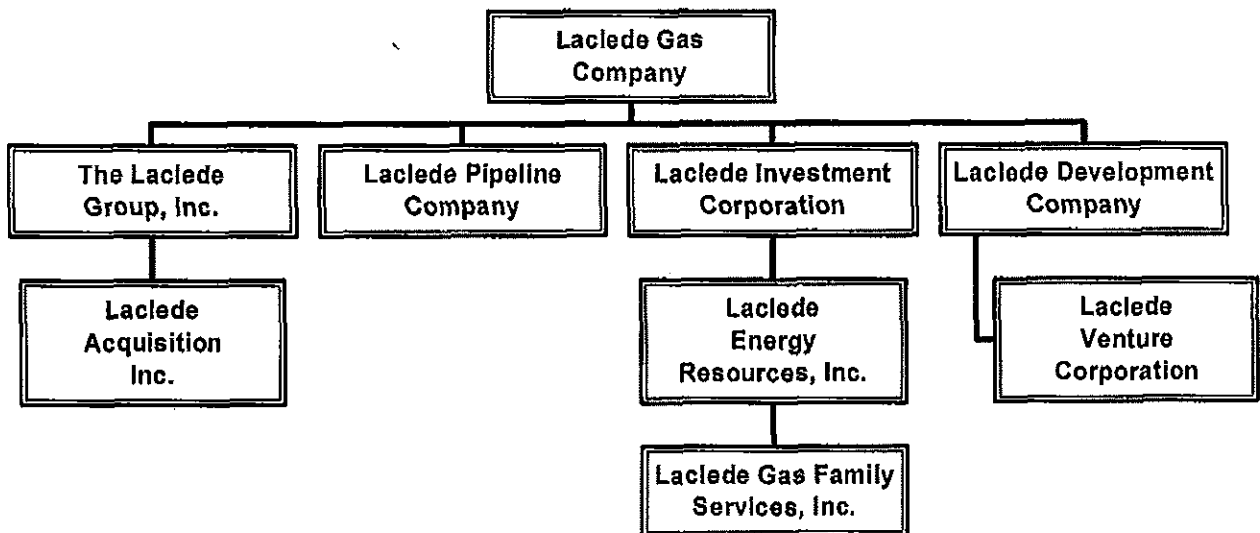 Laclede Gas
Company
The Laclede
Group, Inc.
Laclede Pipeline
Company
Laclede Investment
Corporation
Laclede Development
Company
Laclede
Acquisition
Inc.
Laclede
Energy
Resources, Inc.
Laclede
Venture
Corporation
Laclede Gas Family
Services, Inc.